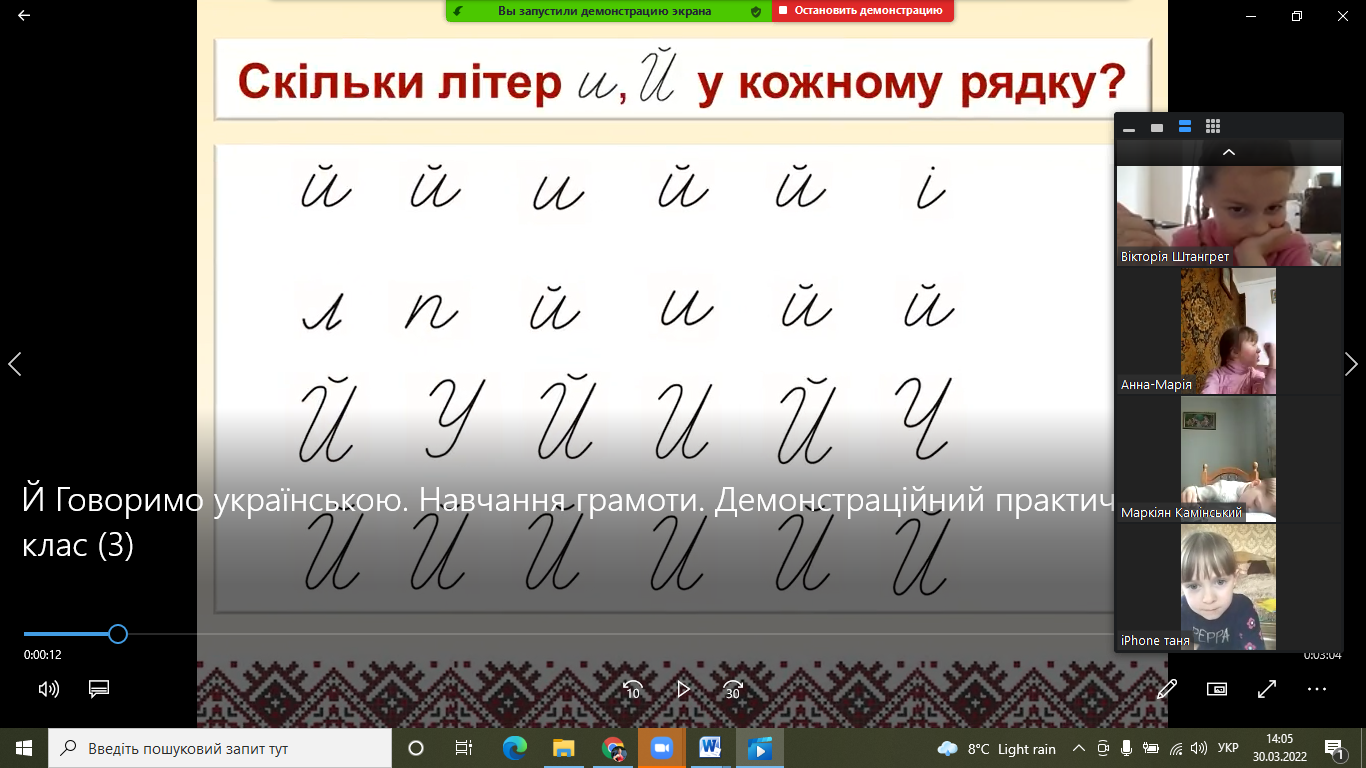 Вы запустили демонстрацию экрана
Остановить демонстрацию
Скільки літер и, Й у кожному рядку?
й й и й й і
л п й и й й
Й У Й И Й Ч
Й Й Й И Й Й
Й Говоримо українською. Навчання грамоти. Демонстраційний практич
клас (3)
Вікторія Штангрет
Анна-Марія
Маркіян Камінський
iPhone таня
РЕРРА
0:00:12
0:03:04
10
30
Введіть пошуковий запит тут
8°C Light rain
УКР
14:05
30.03.2022
1